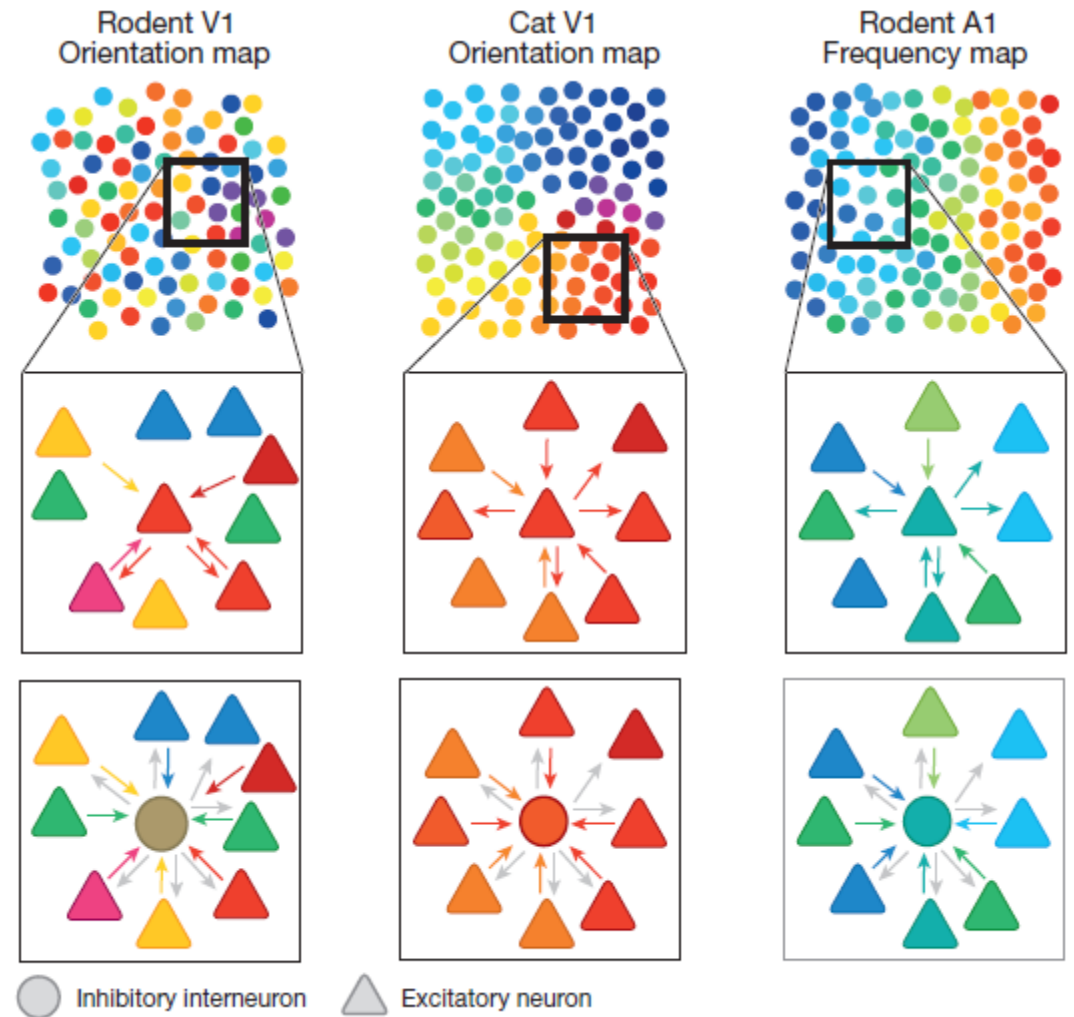 Rodent V1
Orientation map
Cat V1
Orientation map
Rodent A1
Frequency map
Inhibitory interneuron
Excitatory neuron